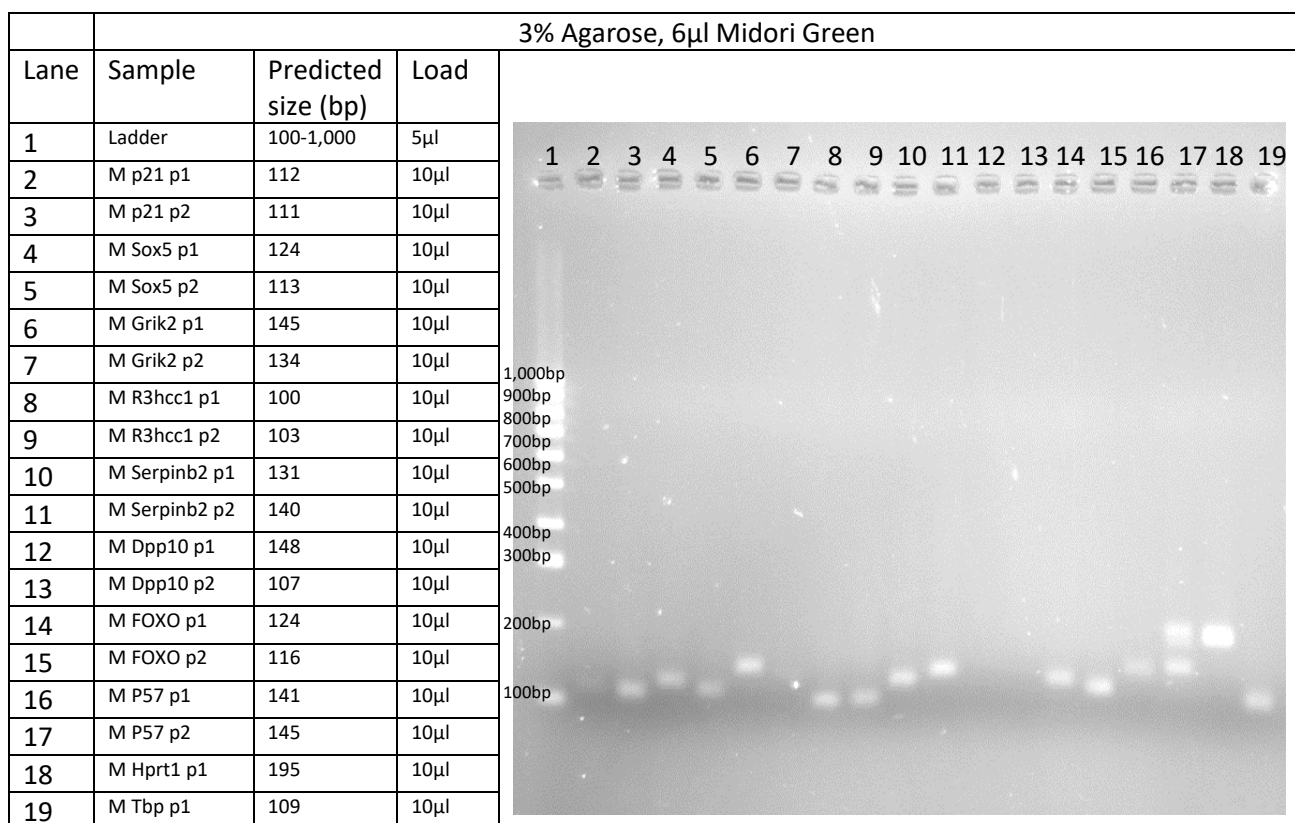 3% Agarose, 6µl Midori Green
Lane Sample Predicted size (bp) Load
1 Ladder 100-1,000 5µl
2 M p21 p1 112 10µl
3 M p21 p2 111 10µl
4 M Sox5 p1 124 10µl
5 M Sox5 p2 113 10µl
6 M Grik2 p1 145 10µl
7 M Grik2 p2 134 10µl
8 M R3hcc1 p1 100 10µl
9 M R3hcc1 p2 103 10µl
10 M Serpinb2 p1 131 10µl
11 M Serpinb2 p2 140 10µl
12 M Dpp10 p1 148 10µl
13 M Dpp10 p2 107 10µl
14 M FOXO p1 124 10µl
15 M FOXO p2 116 10µl
16 M P57 p1 141 10µl
17 M P57 p2 145 10µl
18 M Hprt1 p1 195 10µl
19 M Tbp p1 109 10µl
1 2 3 4 5 6 7 8 9 10 11 12 13 14 15 16 17 18 19
1,000bp
900bp
800bp
700bp
600bp
500bp
400bp
300bp
200bp
100bp